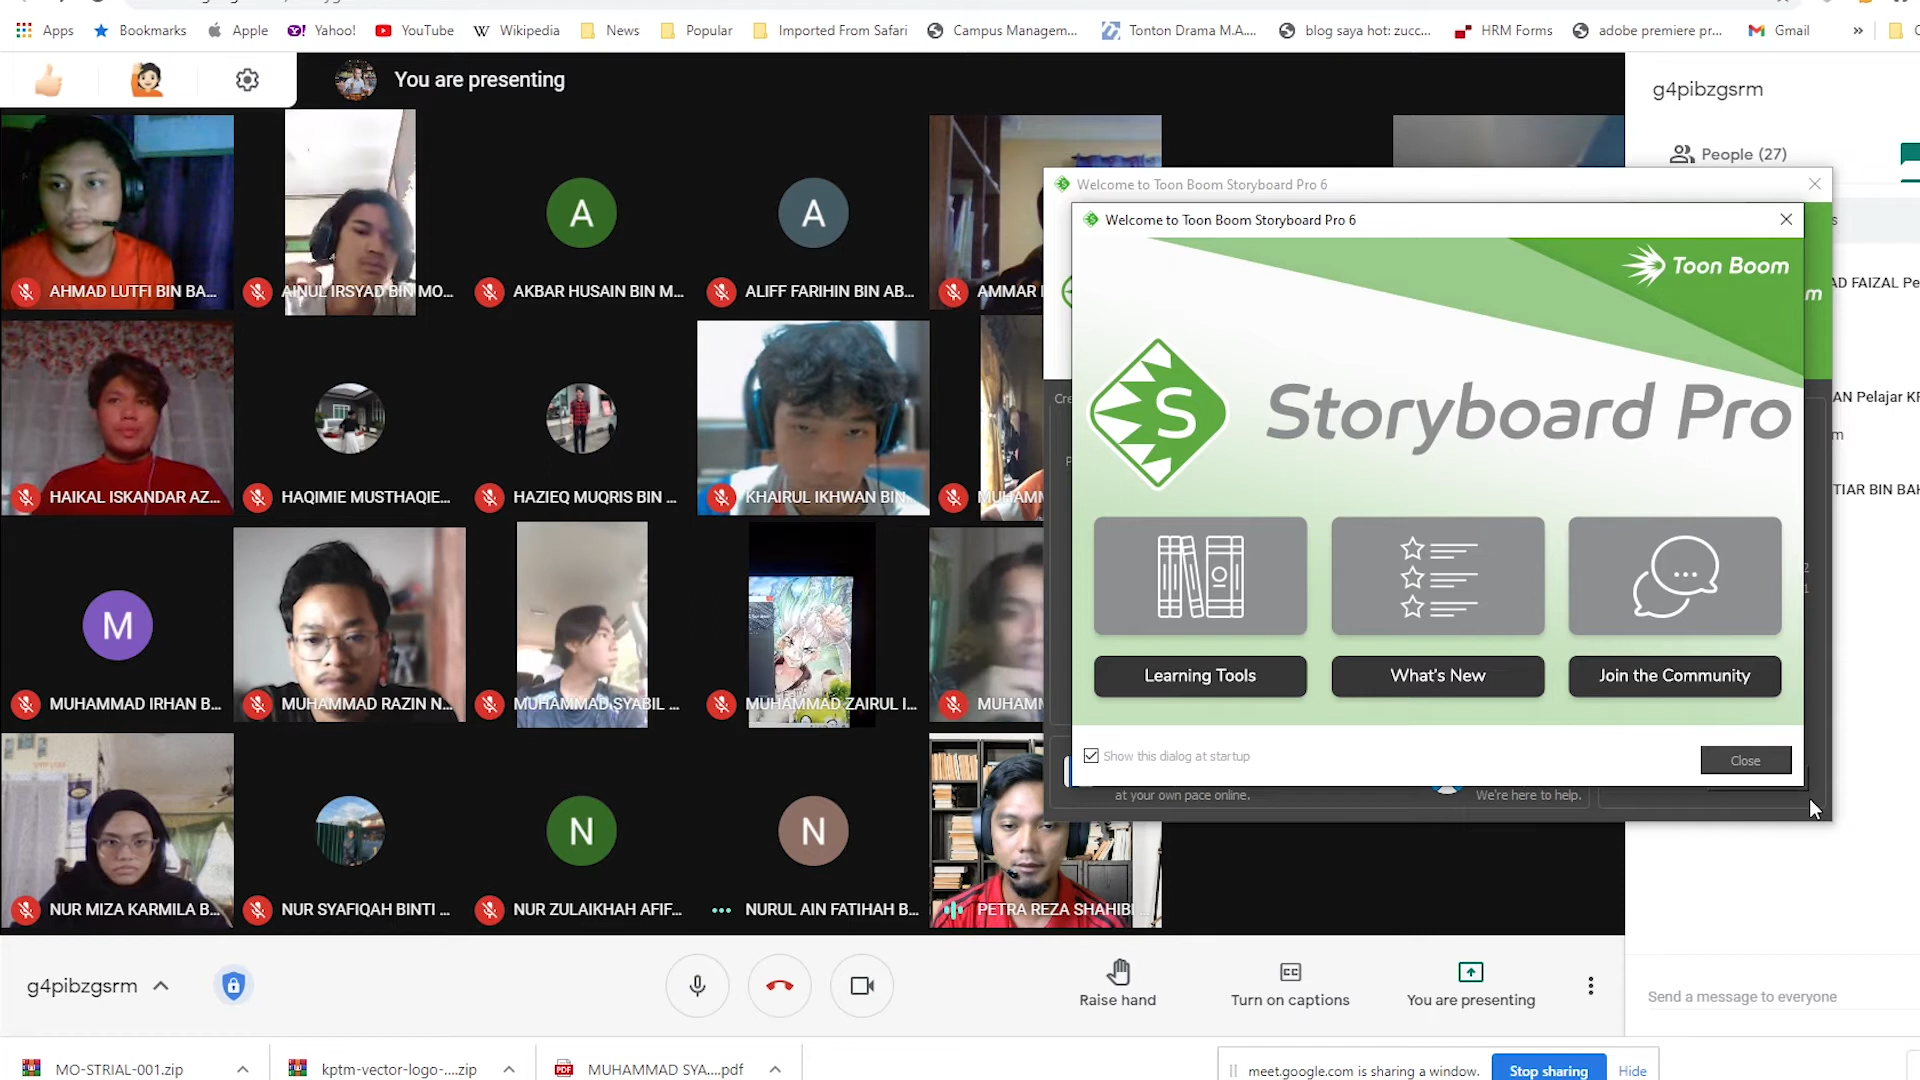 Apps
Bookmarks
Apple
Yahoo!
YouTube
Wikipedia
News
Popular
Imported From Safari
Campus Managem...
Tonton Drama M.A....
blog saya hot: zucc...
HRM Forms
adobe premiere pr...
Gmail
»
You are presenting
g4pibzgsrm
People (27)
AHMAD LUTFI BIN BA...
AINUL IRSYAD BIN MO...
A
AKBAR HUSAIN BIN M...
A
ALIFF FARIHIN BIN AB...
AMMAR
HAIKAL ISKANDAR AZ...
HAQIMIE MUSTHAQIE...
HAZIEQ MUQRIS BIN ...
KHAIRUL IKHWAN BIN
MUHAMM
M
MUHAMMAD IRHAN B...
MUHAMMAD RAZIN N...
MUHAMMAD SYABIL ...
MUHAMMAD ZAIRUL I...
MUHAMM
NUR MIZA KARMILA B...
NUR SYAFIQAH BINTI ...
N
NUR ZULAIKHAH AFIF...
N
NURUL AIN FATIHAH B...
PETRA REZA SHAHIBI ...
Welcome to Toon Boom Storyboard Pro 6
Welcome to Toon Boom Storyboard Pro 6
Toon Boom
S
Storyboard Pro
Learning Tools
What's New
Join the Community
Show this dialog at startup
Close
at your own pace online.
We're here to help.
Cre
m
s
AD FAIZAL Pe
AN Pelajar KP
m
TIAR BIN BAH
g4pibzgsrm
Raise hand
CC
Turn on captions
You are presenting
Send a message to everyone
MO-STRIAL-001.zip
kptm-vector-logo-....zip
PDF
MUHAMMAD SYA....pdf
meet.google.com is sharing a window.
Stop sharing
Hide